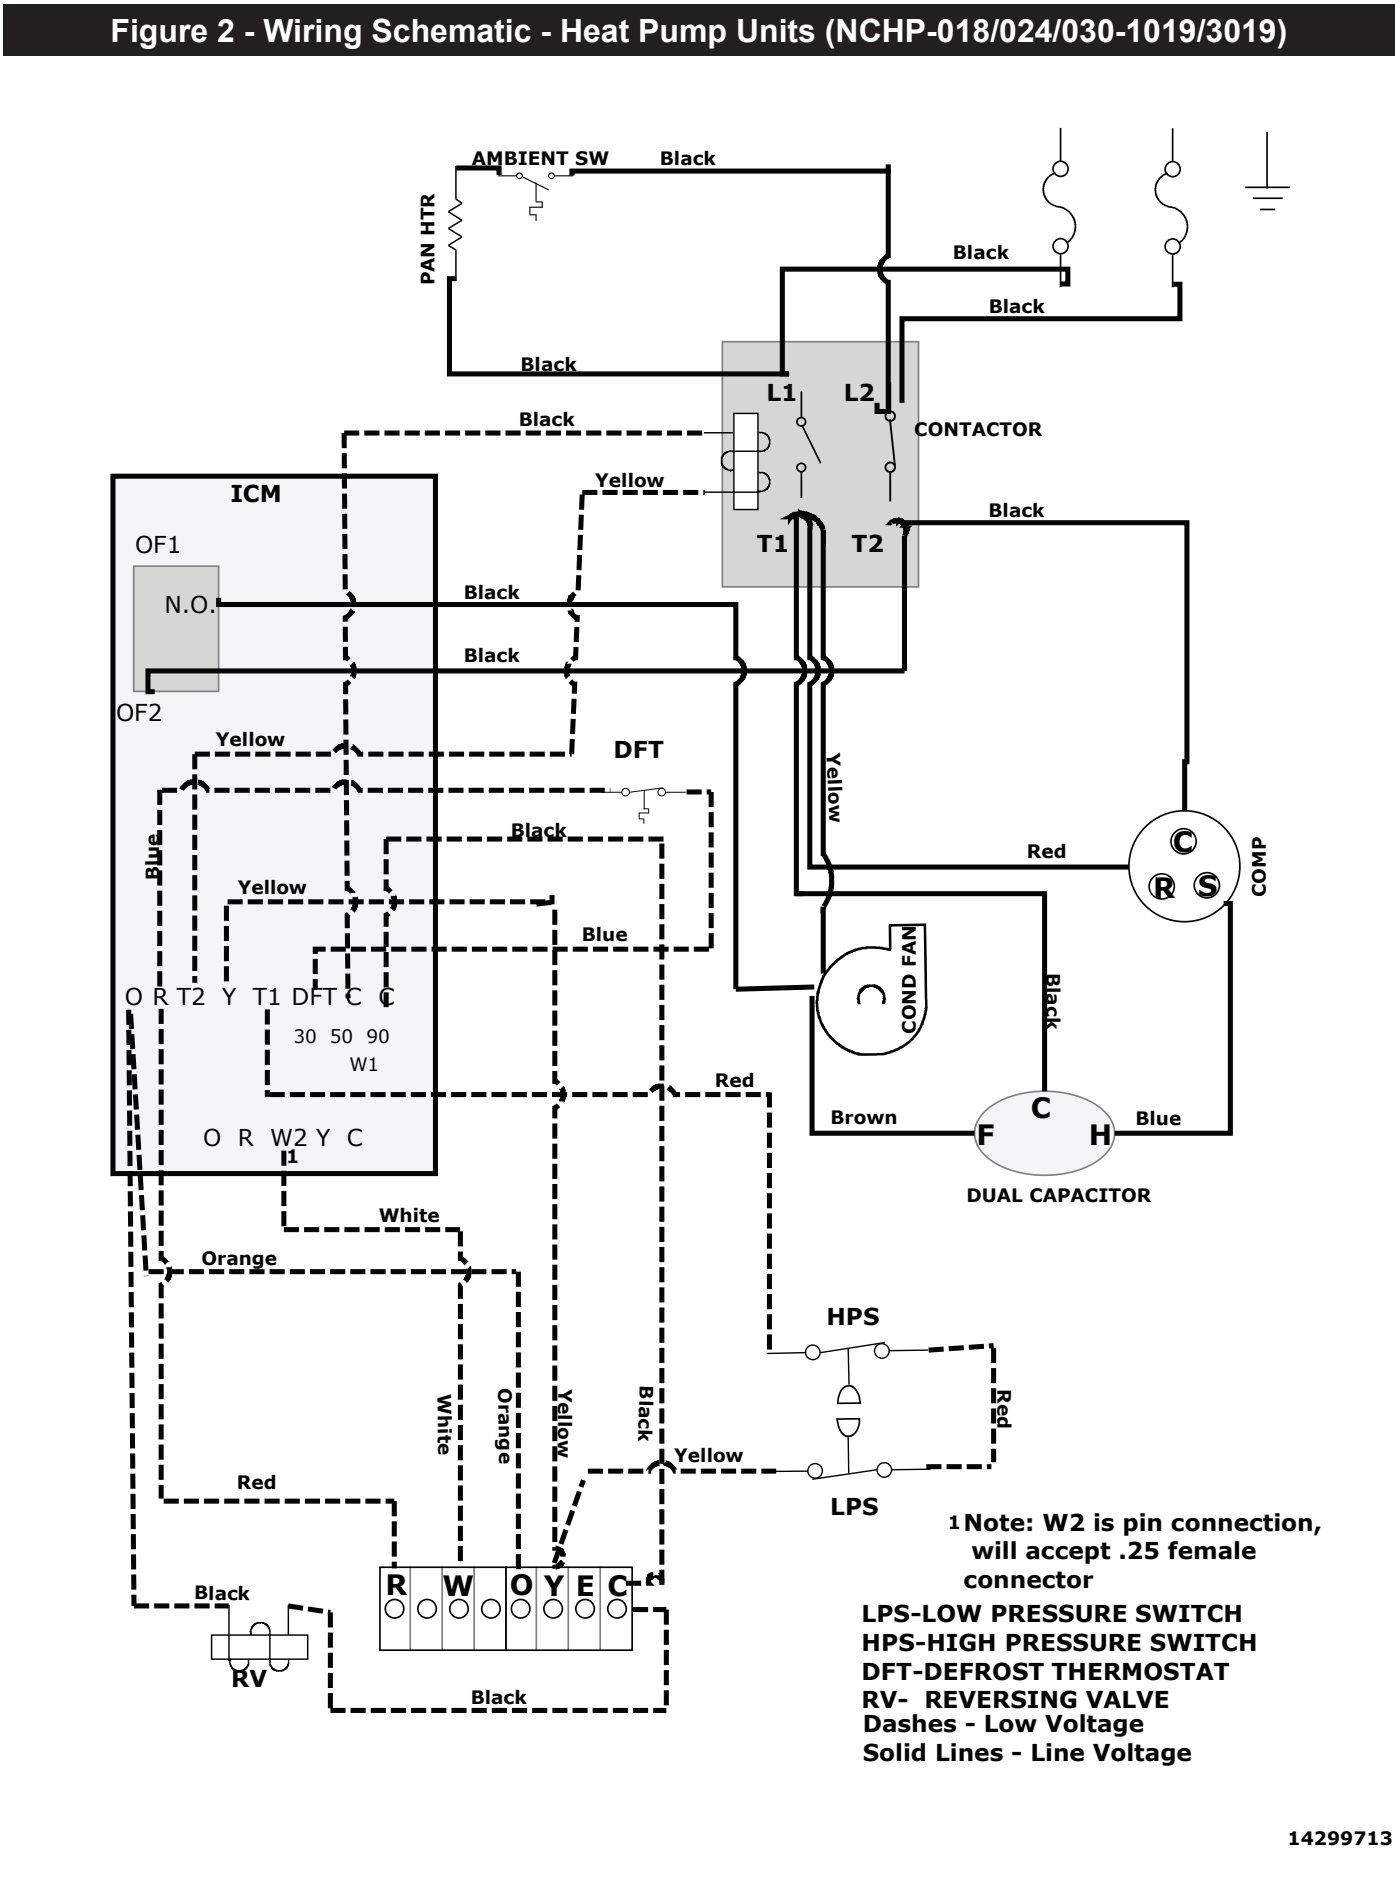 Figure 2 - Wiring Schematic - Heat Pump Units (NCHP-018/024/030-1019/3019)
AMBIENT SW
Black
PAN HTR
Black
Black
Black
L1
L2
Black
CONTACTOR
Yellow
ICM
Black
OF1
T1
T2
N.O.
Black
Black
OF2
Yellow
DFT
Yellow
Black
Blue
Red
C
R
S
COMP
Yellow
Blue
COND FAN
Black
O R T2 Y T1 DFT C C
30 50 90
W1
Red
C
Brown
F
H
Blue
O R W2 Y C
1
DUAL CAPACITOR
White
Orange
HPS
White
Orange
Yellow
Black
Red
Yellow
Red
LPS
1 Note: W2 is pin connection,
will accept .25 female
connector
R W O Y E C
Black
LPS-LOW PRESSURE SWITCH
HPS-HIGH PRESSURE SWITCH
DFT-DEFROST THERMOSTAT
RV
RV- REVERSING VALVE
Black
Dashes - Low Voltage
Solid Lines - Line Voltage
14299713